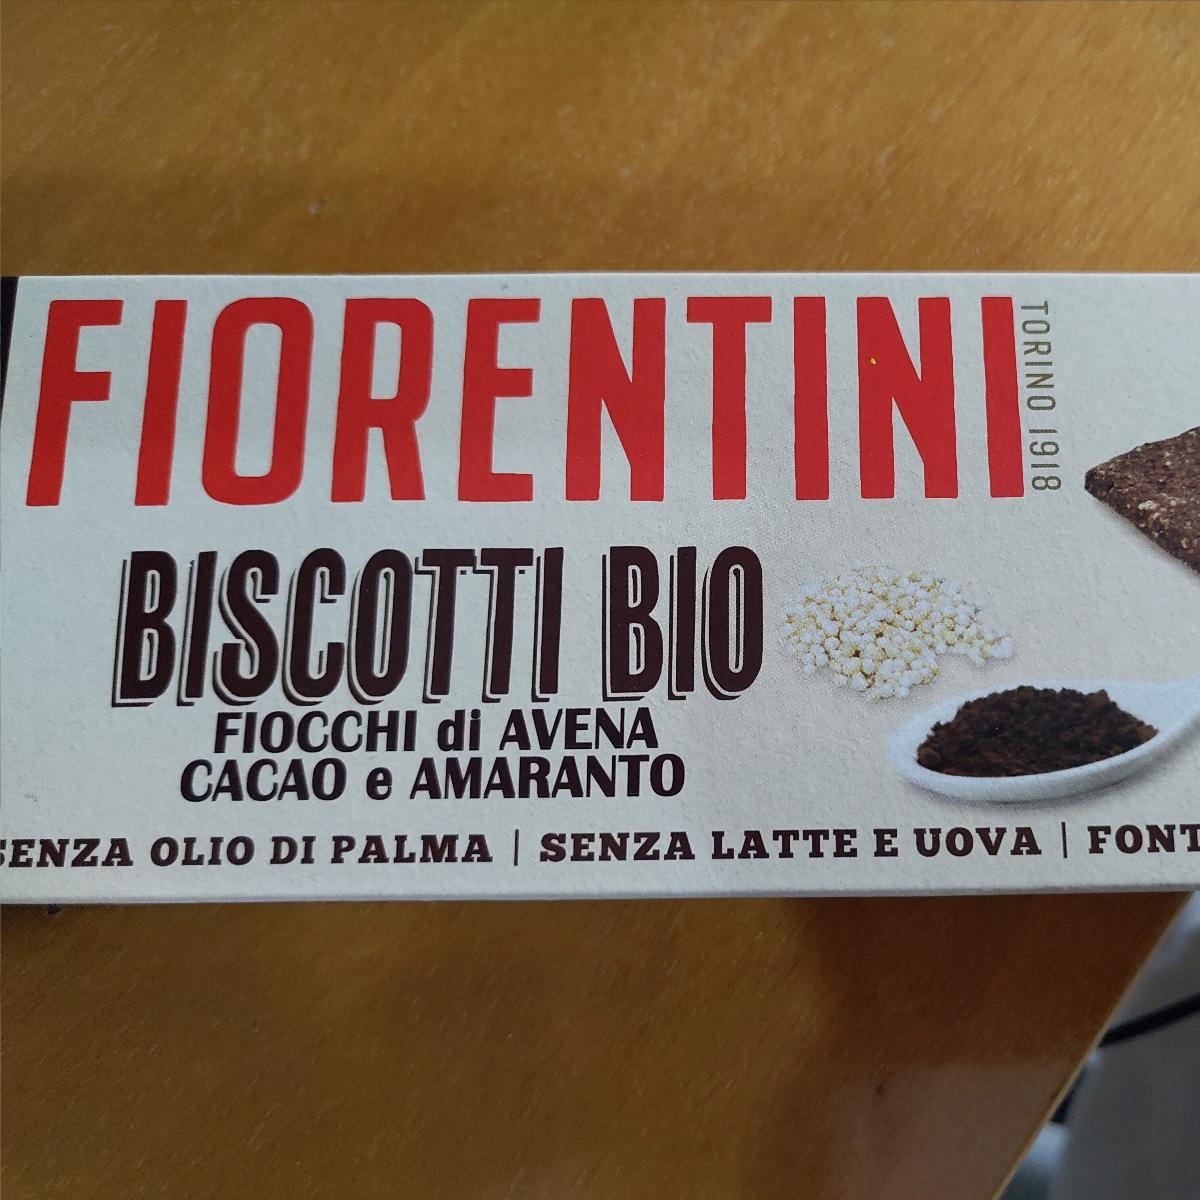 FIORENTINI
TORINO 1918
BISCOTTI BIO
FIOCCHI di AVENA
CACAO e AMARANTO
SENZA OLIO DI PALMA | SENZA LATTE E UOVA | FONT